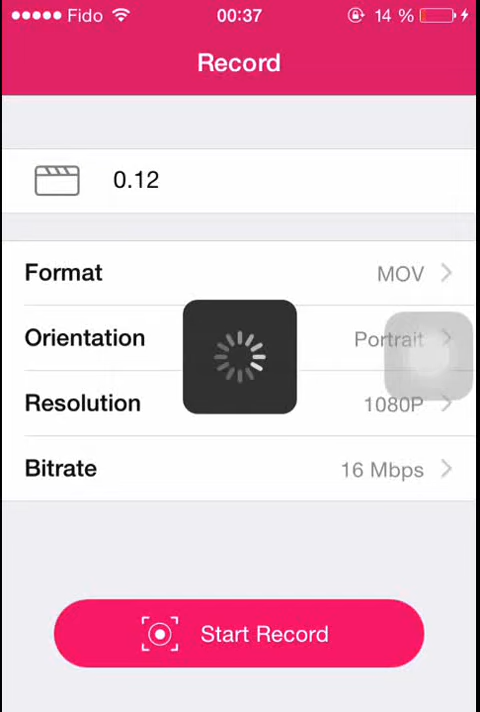 Fido 00:37 14 %
Record
0.12
Format MOV
Orientation Portrait
Resolution 1080P
Bitrate 16 Mbps
Start Record